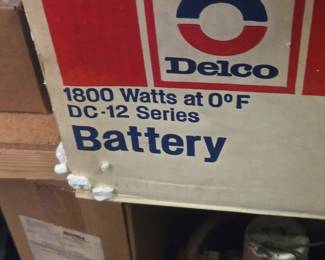 Delco
1800 Watts at 0°F
DC-12 Series
Battery